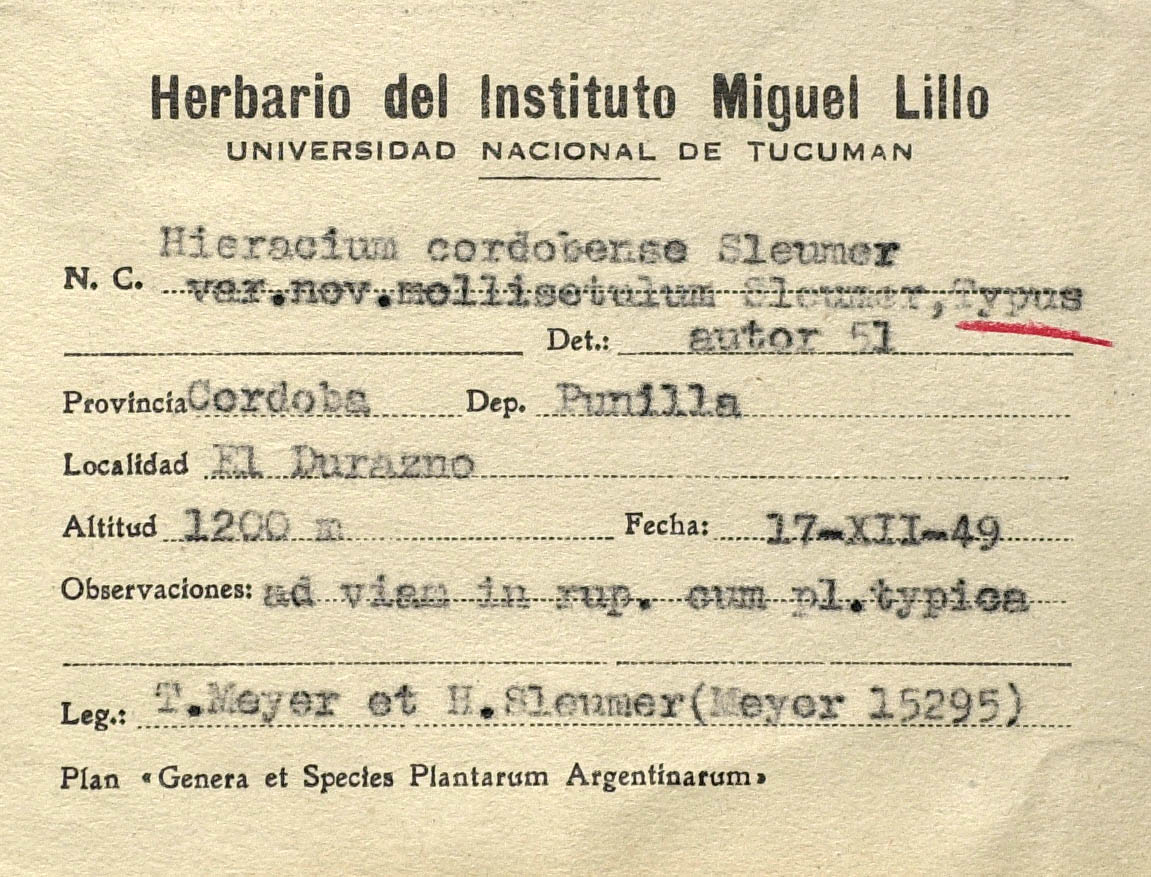 Herbario del Instituto Miguel Lillo
UNIVERSIDAD NACIONAL DE TUCUMAN
Hieracium cordobense Sleumer
N. C. var.nov.mollisetulum Sleumer,Typus
Det.: autor 51
Provincia Cordoba Dep. Punilla
Localidad El Durazno
Altitud 1200 m Fecha: 17-XII-49
Observaciones: ad viam in rup. cum pl.typica
Leg.: T.Meyer et H.Sleumer(Meyer 15295)
Plan «Genera et Species Plantarum Argentinarum»